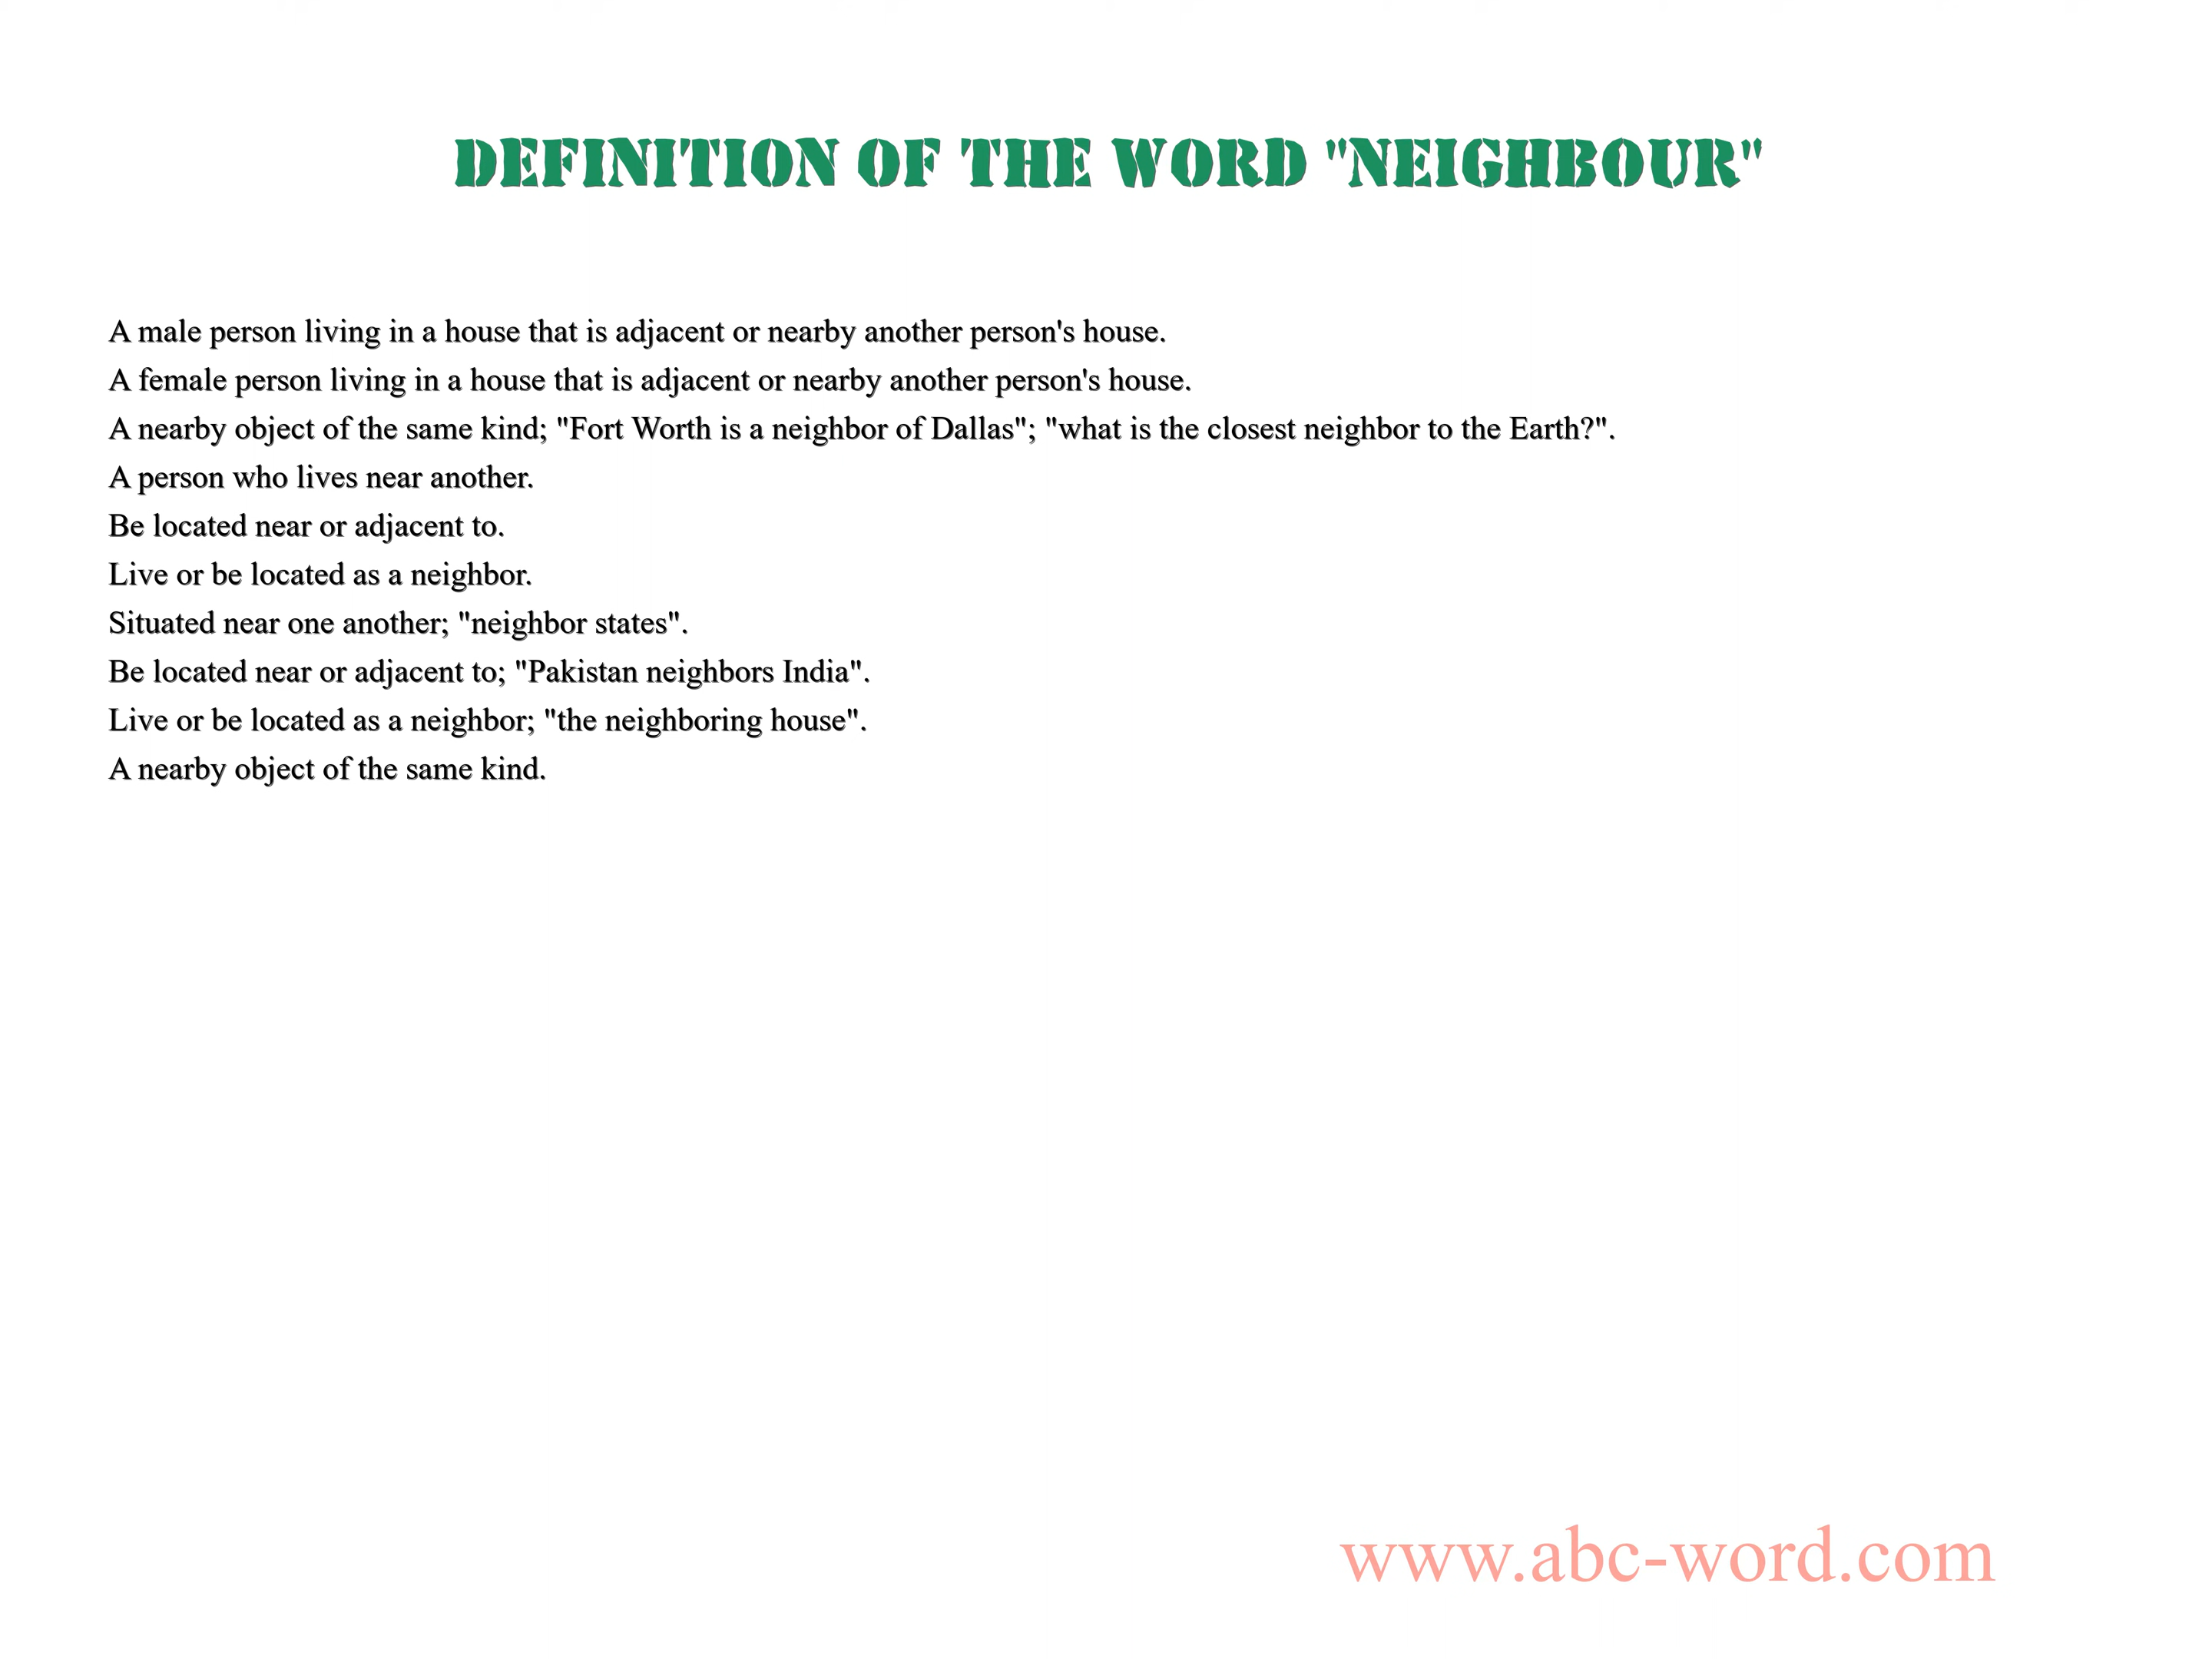 DEFINITION OF THE WORD "NEIGHBOUR"
A male person living in a house that is adjacent or nearby another person's house.
A female person living in a house that is adjacent or nearby another person's house.
A nearby object of the same kind; "Fort Worth is a neighbor of Dallas"; "what is the closest neighbor to the Earth?".
A person who lives near another.
Be located near or adjacent to.
Live or be located as a neighbor.
Situated near one another; "neighbor states".
Be located near or adjacent to; "Pakistan neighbors India".
Live or be located as a neighbor; "the neighboring house".
A nearby object of the same kind.
www.abc-word.com